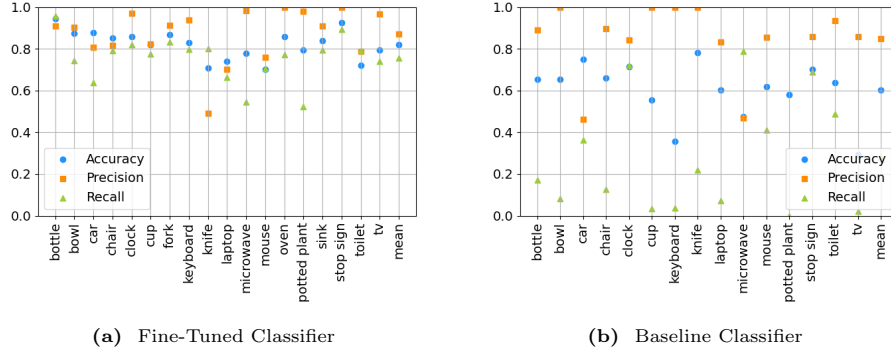 1.0
0.8
0.6
0.4
0.2
0.0
Accuracy
Precision
Recall
bottle
bowl
car
chair
clock
cup
fork
keyboard
knife
laptop
microwave
mouse
oven
potted plant
sink
stop sign
toilet
tv
mean
(a) Fine-Tuned Classifier
1.0
0.8
0.6
0.4
0.2
0.0
Accuracy
Precision
Recall
bottle
bowl
car
chair
clock
cup
keyboard
knife
laptop
microwave
mouse
potted plant
stop sign
toilet
tv
mean
(b) Baseline Classifier